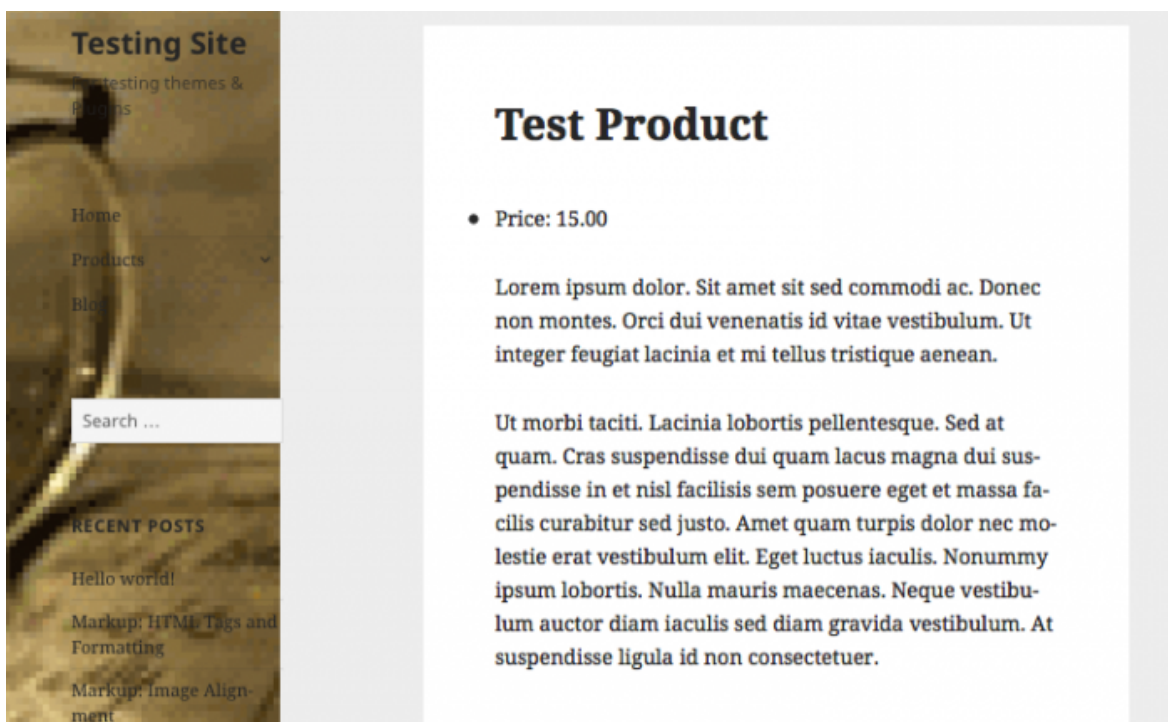 Testing Site
For testing themes &
Plugins
Home
Products
Blog
Search ...
RECENT POSTS
Hello world!
Markup: HTML Tags and
Formatting
Markup: Image Align-
ment
Test Product
Price: 15.00
Lorem ipsum dolor. Sit amet sit sed commodi ac. Donec
non montes. Orci dui venenatis id vitae vestibulum. Ut
integer feugiat lacinia et mi tellus tristique aenean.
Ut morbi taciti. Lacinia lobortis pellentesque. Sed at
quam. Cras suspendisse dui quam lacus magna dui sus-
pendisse in et nisl facilisis sem posuere eget et massa fa-
cilis curabitur sed justo. Amet quam turpis dolor nec mo-
lestie erat vestibulum elit. Eget luctus iaculis. Nonummy
ipsum lobortis. Nulla mauris maecenas. Neque vestibu-
lum auctor diam iaculis sed diam gravida vestibulum. At
suspendisse ligula id non consectetuer.